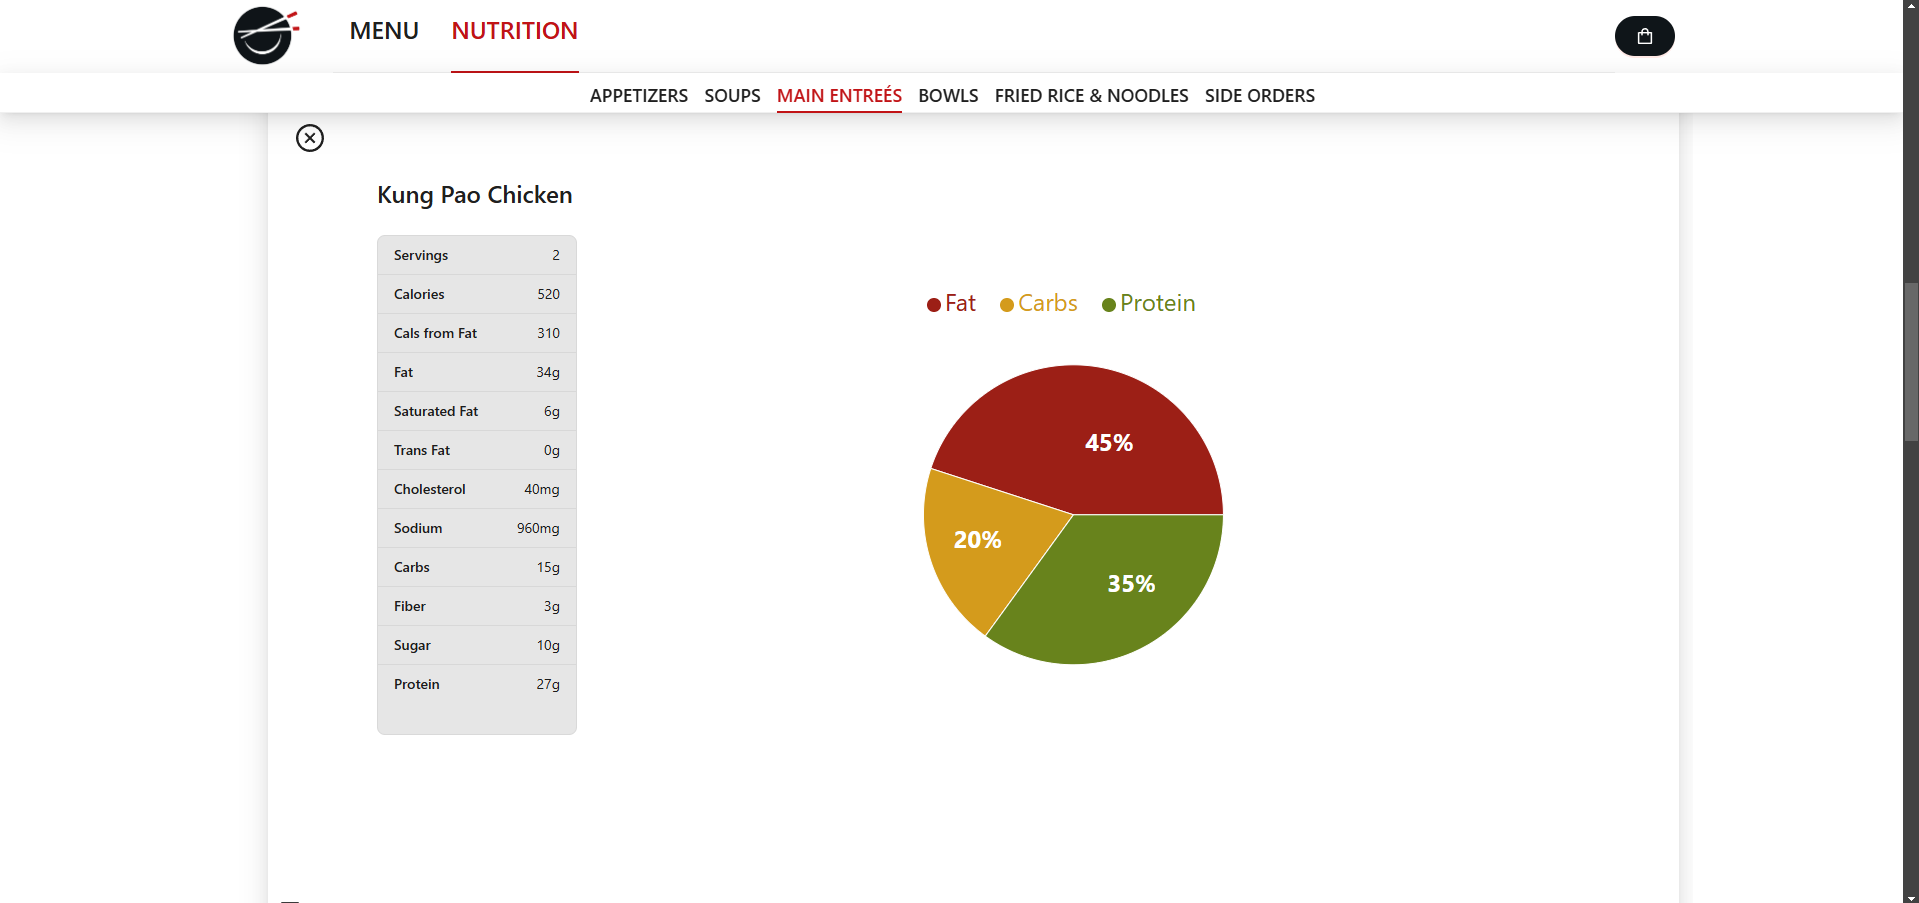 MENU NUTRITION
APPETIZERS SOUPS MAIN ENTREÉS BOWLS FRIED RICE & NOODLES SIDE ORDERS
Kung Pao Chicken
Servings 2
Calories 520
Cals from Fat 310
Fat 34g
Saturated Fat 6g
Trans Fat 0g
Cholesterol 40mg
Sodium 960mg
Carbs 15g
Fiber 3g
Sugar 10g
Protein 27g
Fat Carbs Protein
45%
20%
35%